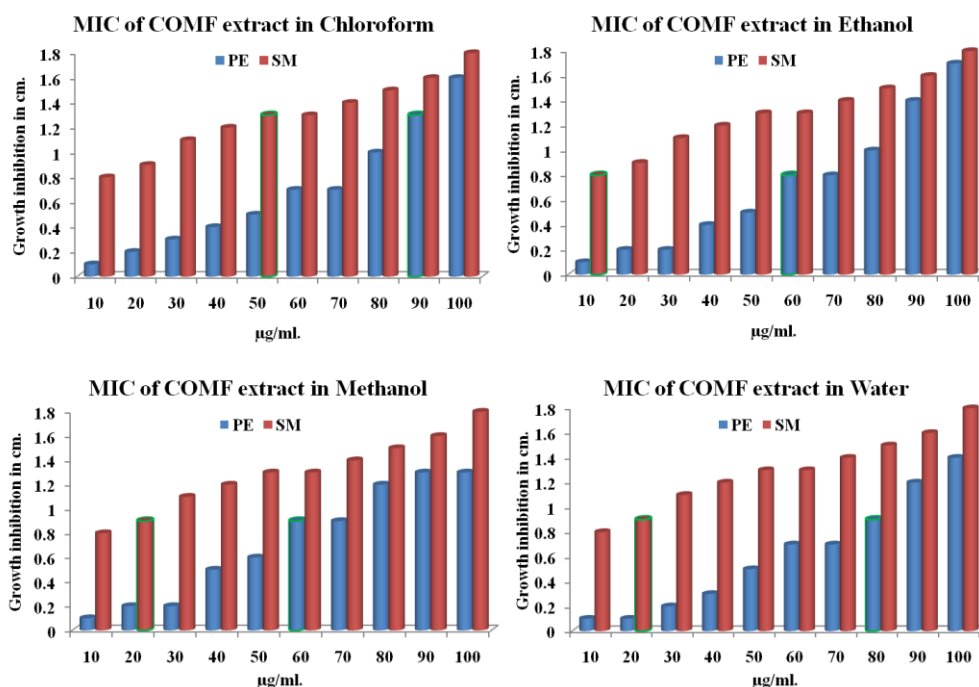 MIC of COMF extract in Chloroform
PE SM
Growth inhibition in cm.
1.8
1.6
1.4
1.2
1
0.8
0.6
0.4
0.2
0
10 20 30 40 50 60 70 80 90 100
µg/ml.
MIC of COMF extract in Ethanol
PE SM
Growth inhibition in cm.
1.8
1.6
1.4
1.2
1
0.8
0.6
0.4
0.2
0
10 20 30 40 50 60 70 80 90 100
µg/ml.
MIC of COMF extract in Methanol
PE SM
Growth inhibition in cm.
1.8
1.6
1.4
1.2
1
0.8
0.6
0.4
0.2
0
10 20 30 40 50 60 70 80 90 100
µg/ml.
MIC of COMF extract in Water
PE SM
Growth inhibition in cm.
1.8
1.6
1.4
1.2
1
0.8
0.6
0.4
0.2
0
10 20 30 40 50 60 70 80 90 100
µg/ml.